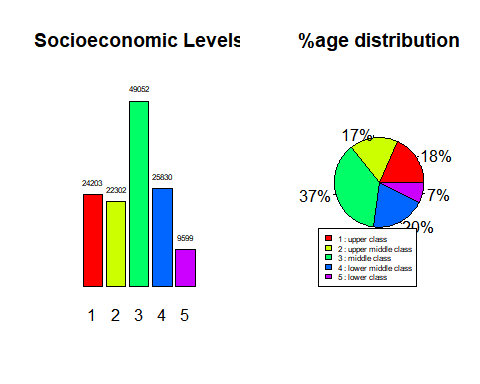 Socioeconomic Levels
%age distribution
49052
24203
22302
25830
9599
1 2 3 4 5
17%
18%
37%
7%
20%
1 : upper class
2 : upper middle class
3 : middle class
4 : lower middle class
5 : lower class